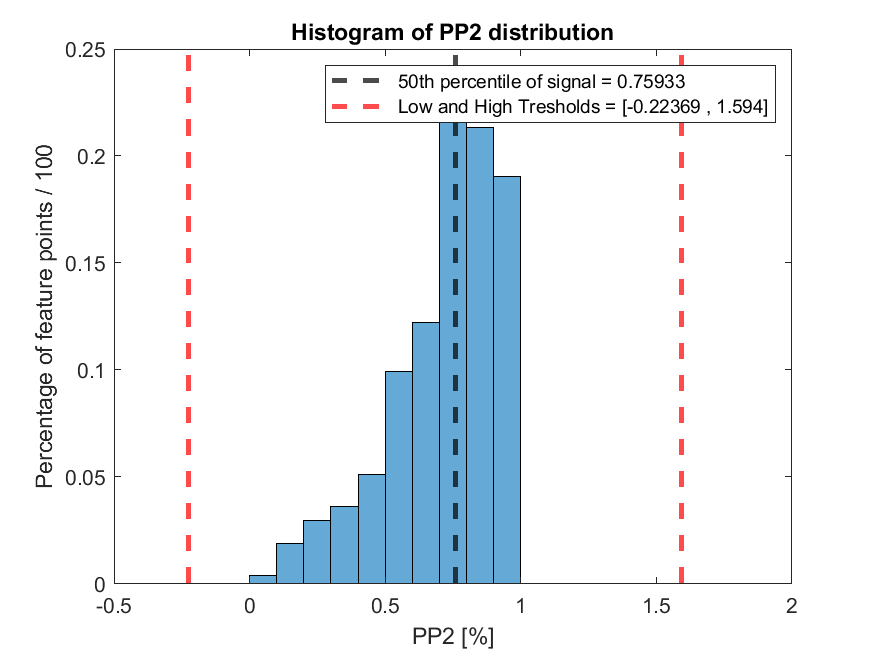 Histogram of PP2 distribution
50th percentile of signal = 0.75933
Low and High Tresholds = [-0.22369 , 1.594]
Percentage of feature points / 100
0.25
0.2
0.15
0.1
0.05
0
-0.5
0
0.5
1
1.5
2
PP2 [%]